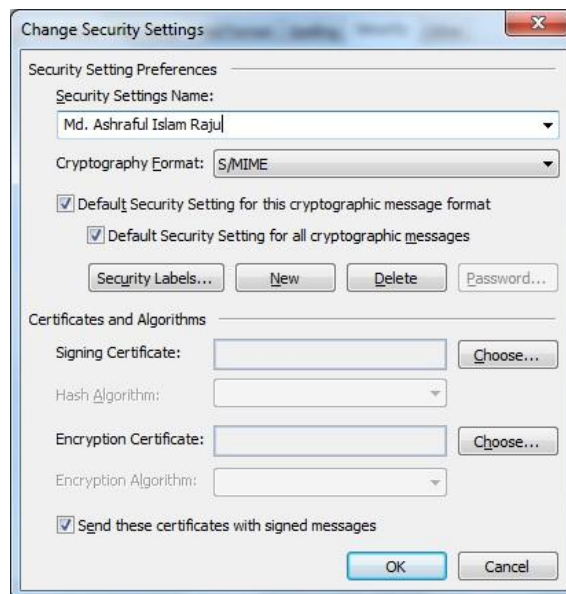 Change Security Settings
Security Setting Preferences
Security Settings Name:
Md. Ashraful Islam Raju
Cryptography Format: S/MIME
Default Security Setting for this cryptographic message format
Default Security Setting for all cryptographic messages
Security Labels... New Delete Password...
Certificates and Algorithms
Signing Certificate: Choose...
Hash Algorithm:
Encryption Certificate: Choose...
Encryption Algorithm:
Send these certificates with signed messages
OK Cancel